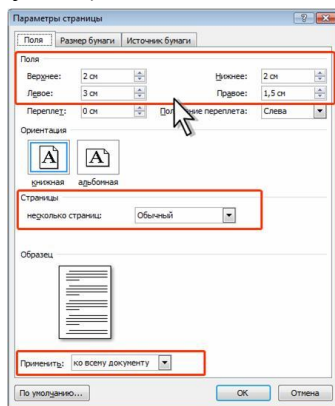 Параметры страницы
Поля Размер бумаги Источник бумаги
Поля
Верхнее: 2 см Нижнее: 2 см
Левое: 3 см Правое: 1,5 см
Переплет: 0 см переплета: Слева
Ориентация
А А
книжная альбомная
Страницы
несколько страниц: Обычный
Образец
Применить: ко всему документу
По умолчанию... ОК Отмена